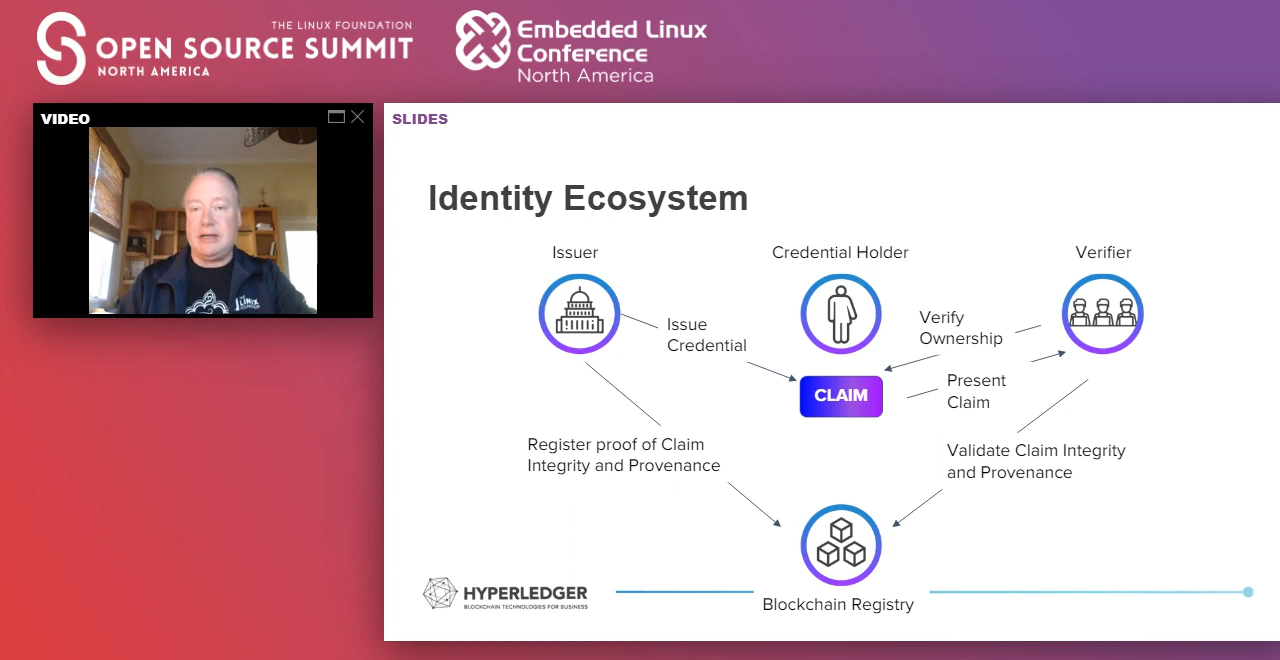 THE LINUX FOUNDATION
OPEN SOURCE SUMMIT
NORTH AMERICA
Embedded Linux
Conference
North America
VIDEO
LINUX
SLIDES
Identity Ecosystem
Issuer
Credential Holder
Verifier
Issue
Credential
Verify
Ownership
Present
Claim
CLAIM
Register proof of Claim
Integrity and Provenance
Validate Claim Integrity
and Provenance
HYPERLEDGER
BLOCKCHAIN TECHNOLOGIES FOR BUSINESS
Blockchain Registry